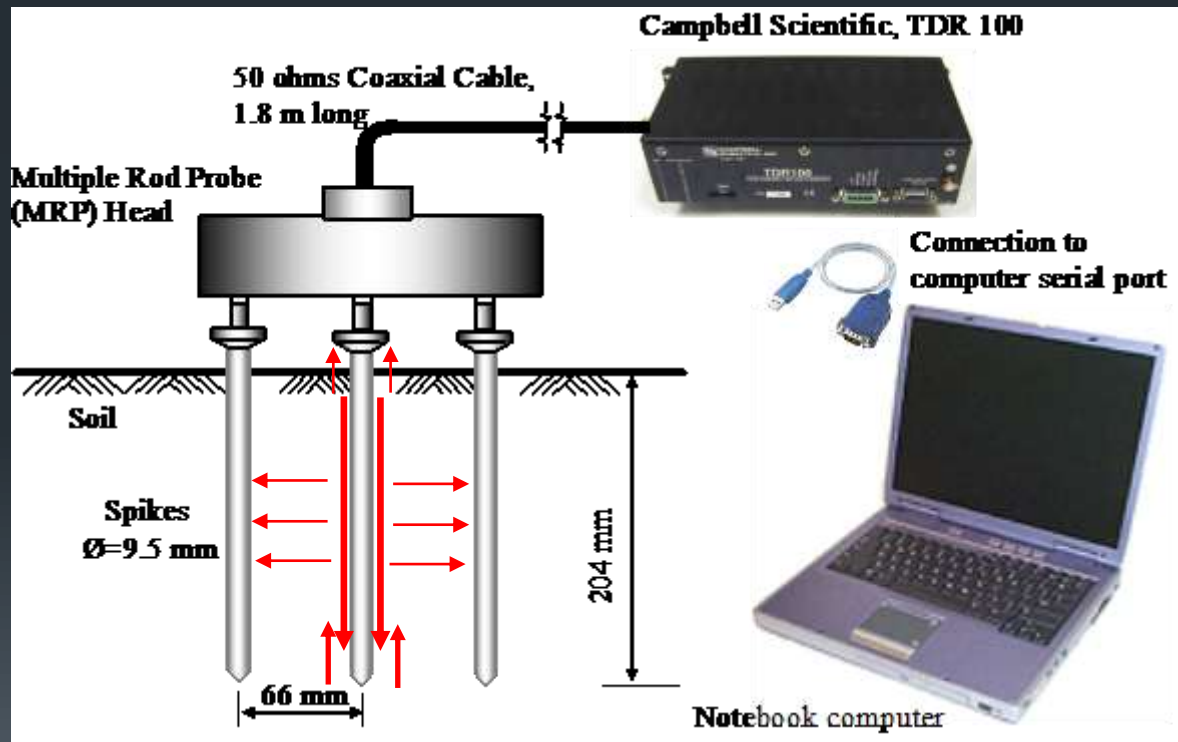 Campbell Scientific, TDR 100
50 ohms Coaxial Cable,
1.8 m long
Multiple Rod Probe
(MRP) Head
TDR100
Connection to
computer serial port
Soil
Spikes
Ø=9.5 mm
204 mm
66 mm
Notebook computer